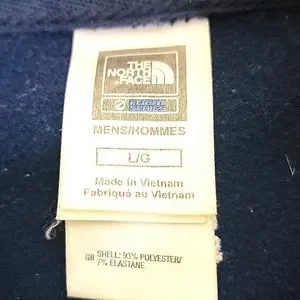 THE
NORTH
FACE
SUMMIT
SERIES
MENS/HOMMES
L/G
Made in Vietnam
Fabriqué au Vietnam
GB SHELL: 93% POLYESTER/
7% ELASTANE